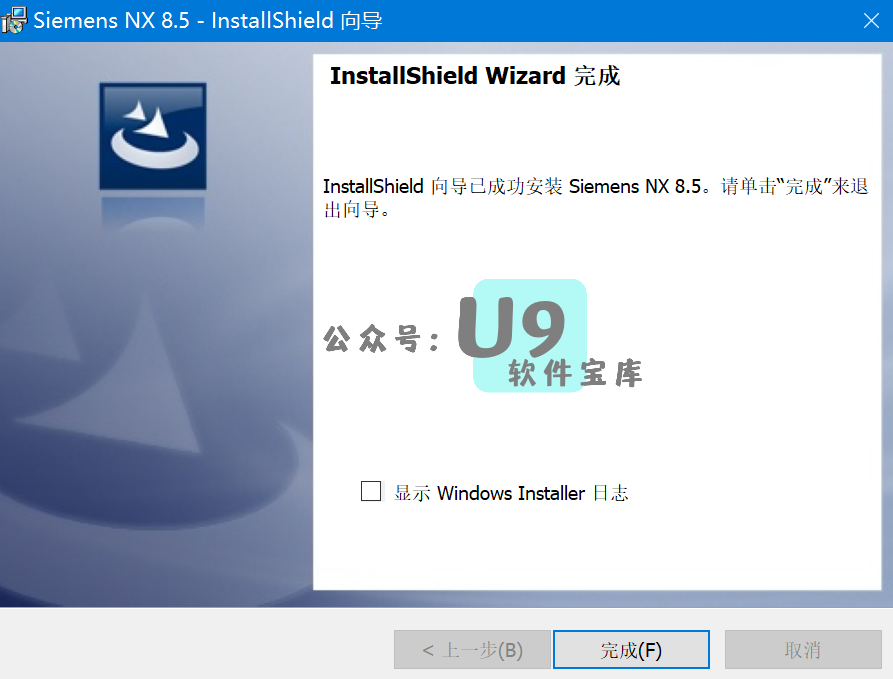 Siemens NX 8.5 - InstallShield 向导
InstallShield Wizard 完成
InstallShield 向导已成功安装 Siemens NX 8.5。请单击“完成”来退
出向导。
公众号：U9
软件宝库
显示 Windows Installer 日志
< 上一步(B) 完成(F) 取消